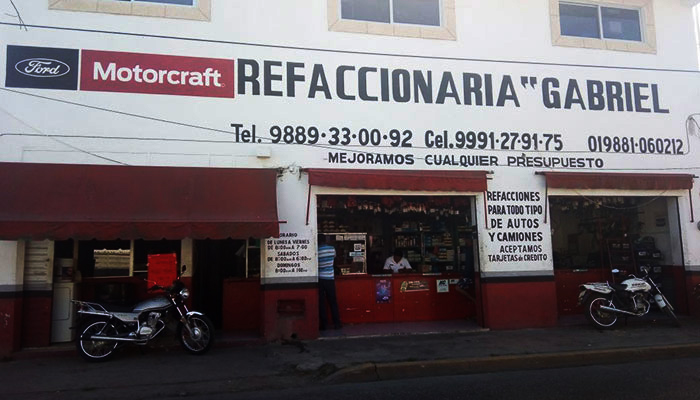 Ford
Motorcraft
REFACCIONARIA "GABRIEL
Tel. 9889·33·00·92 Cel. 9991·27·91·75 019881·060212
MEJORAMOS CUALQUIER PRESUPUESTO
REFACCIONES
PARA TODO TIPO
DE AUTOS
Y CAMIONES
ACEPTAMOS
TARJETAS DE CREDITO
HORARIO
DE LUNES A VIERNES
SABADOS
DOMINGOS